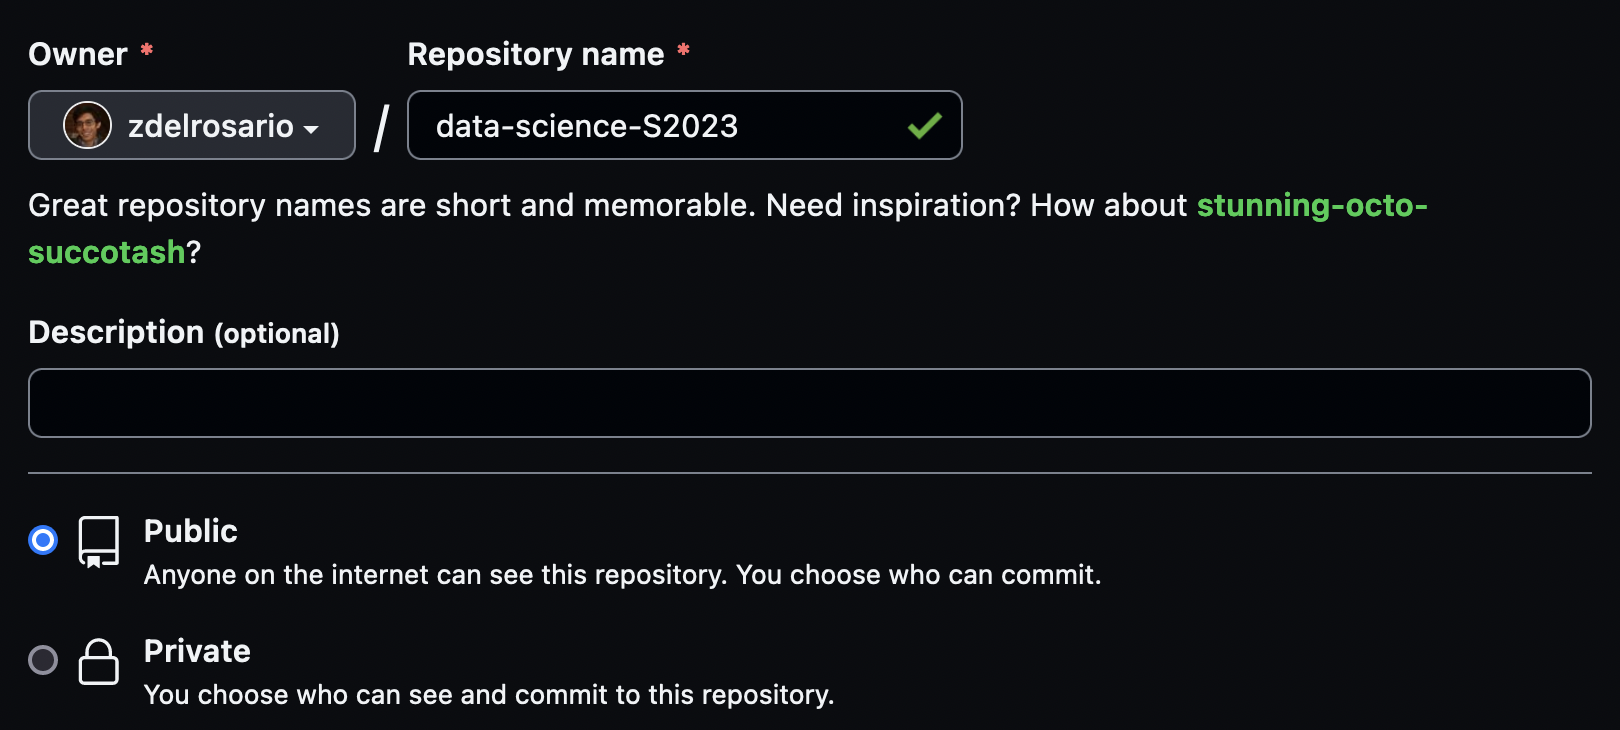 Owner *
Repository name *
zdelrosario
/
data-science-S2023
Great repository names are short and memorable. Need inspiration? How about stunning-octo-
succotash?
Description (optional)
Public
Anyone on the internet can see this repository. You choose who can commit.
Private
You choose who can see and commit to this repository.